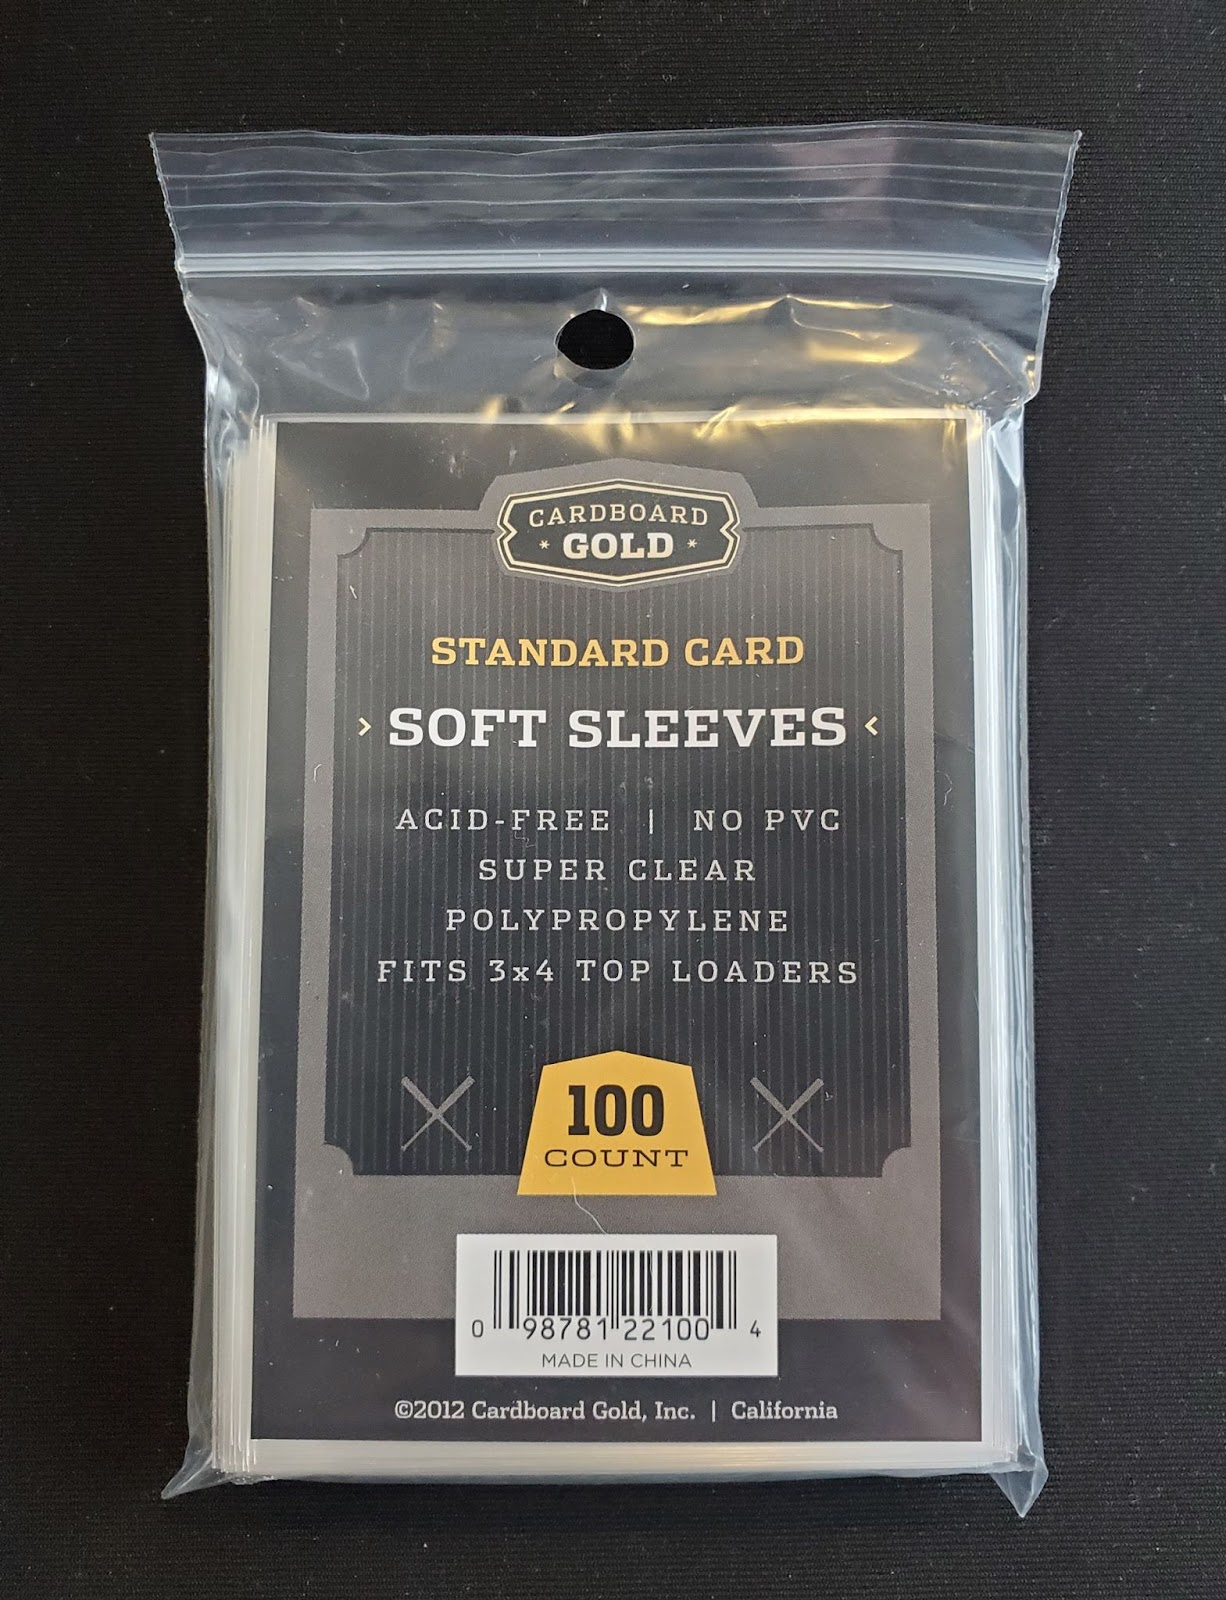 CARDBOARD
* GOLD *
STANDARD CARD
› SOFT SLEEVES ‹
ACID-FREE | NO PVC
SUPER CLEAR
POLYPROPYLENE
FITS 3x4 TOP LOADERS
100
COUNT
0 98781 22100 4
MADE IN CHINA
©2012 Cardboard Gold, Inc. | California